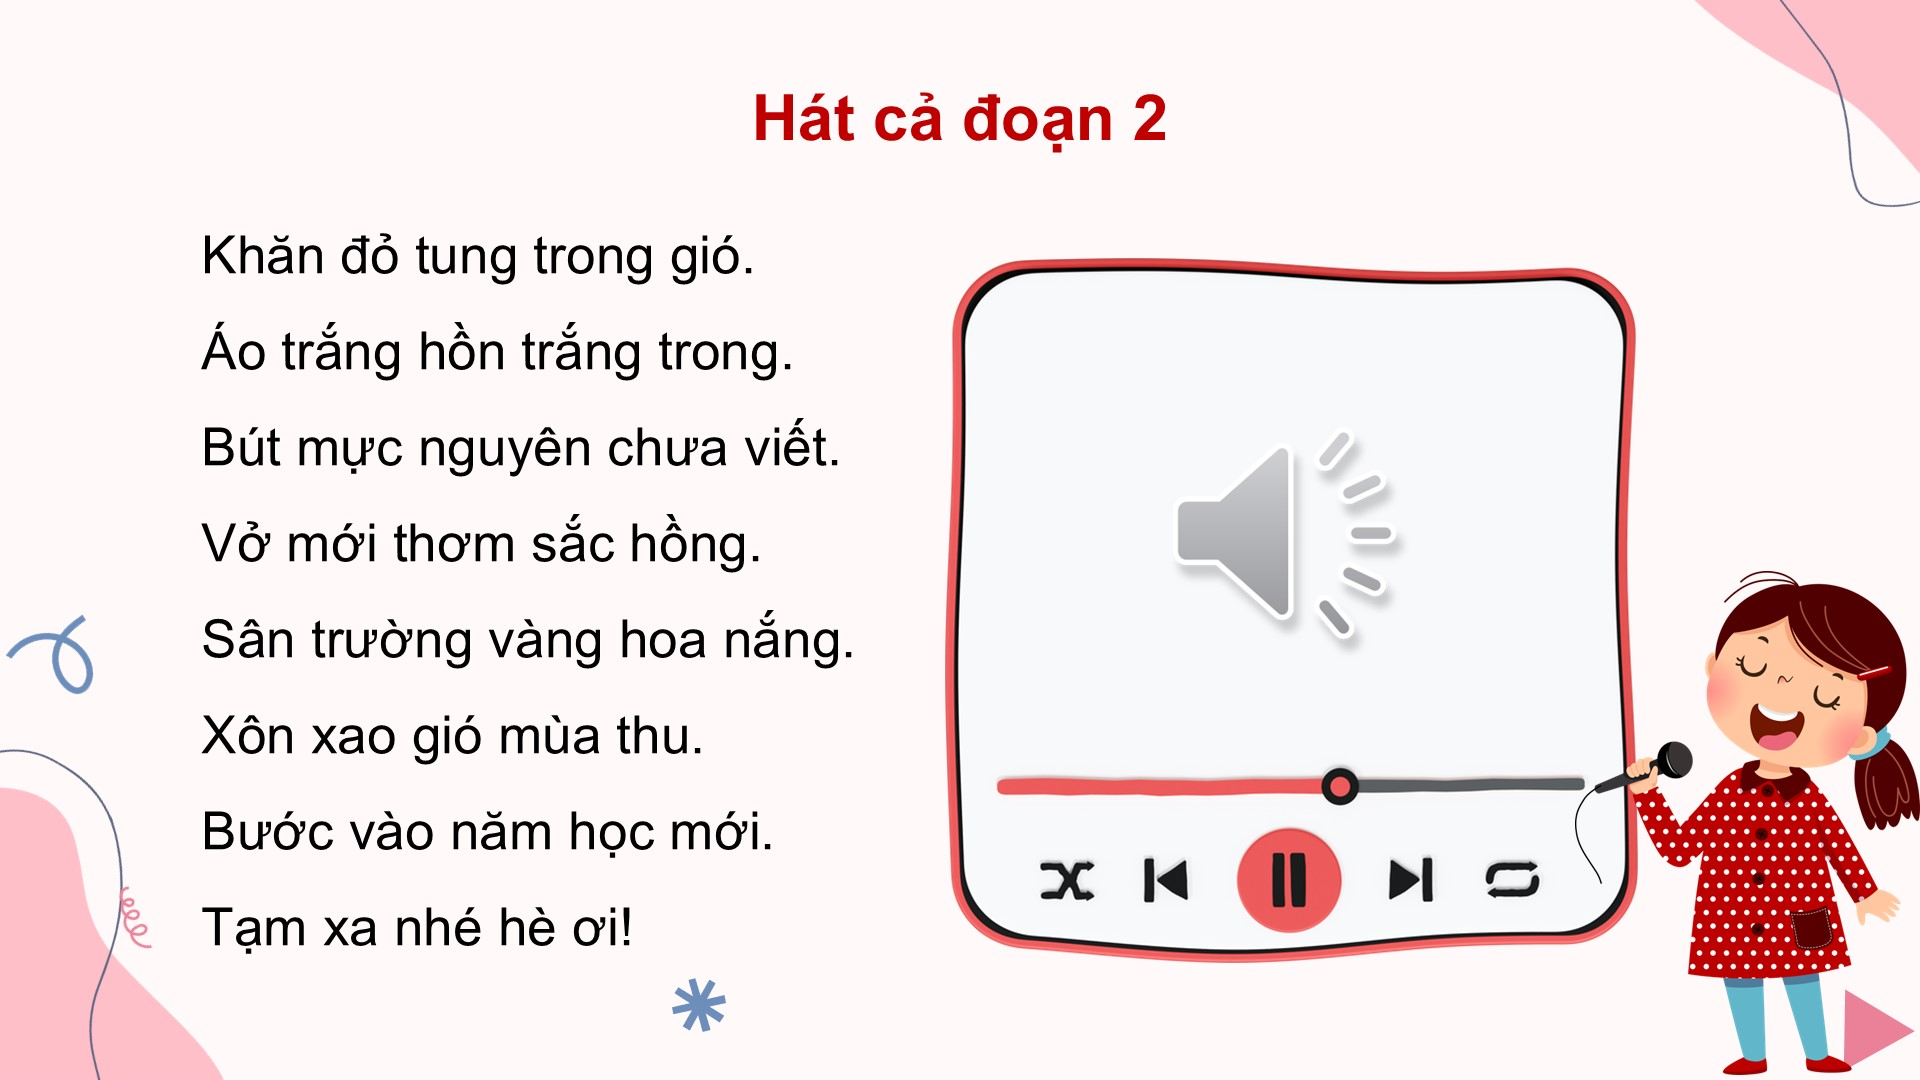 Hát cả đoạn 2
Khăn đỏ tung trong gió.
Áo trắng hồn trắng trong.
Bút mực nguyên chưa viết.
Vở mới thơm sắc hồng.
Sân trường vàng hoa nắng.
Xôn xao gió mùa thu.
Bước vào năm học mới.
Tạm xa nhé hè ơi!